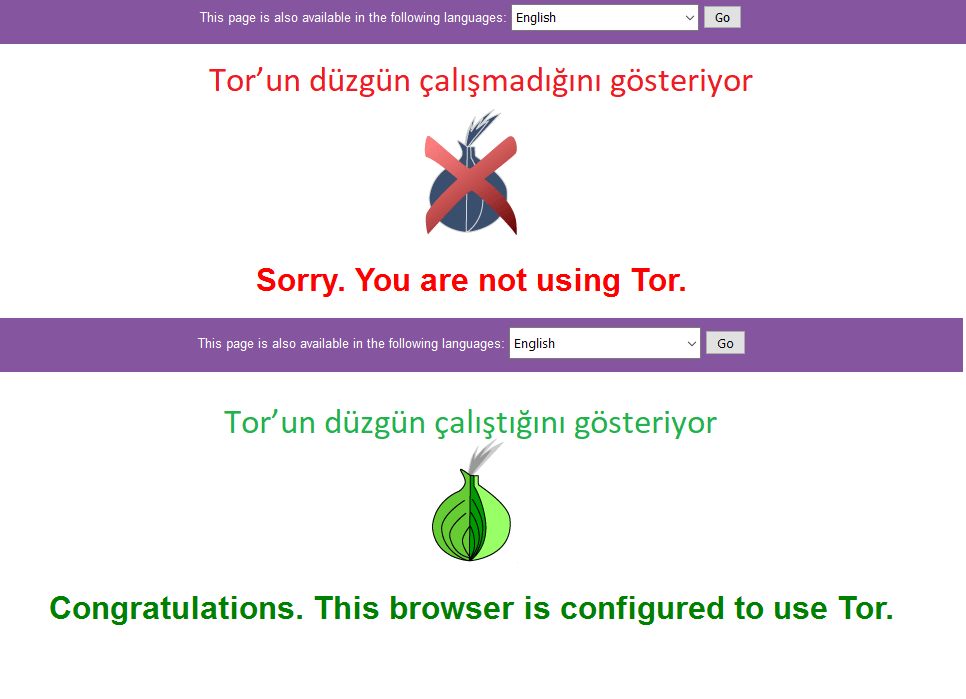 This page is also available in the following languages: English Go
Tor’un düzgün çalışmadığını gösteriyor
Sorry. You are not using Tor.
This page is also available in the following languages: English Go
Tor’un düzgün çalıştığını gösteriyor
Congratulations. This browser is configured to use Tor.